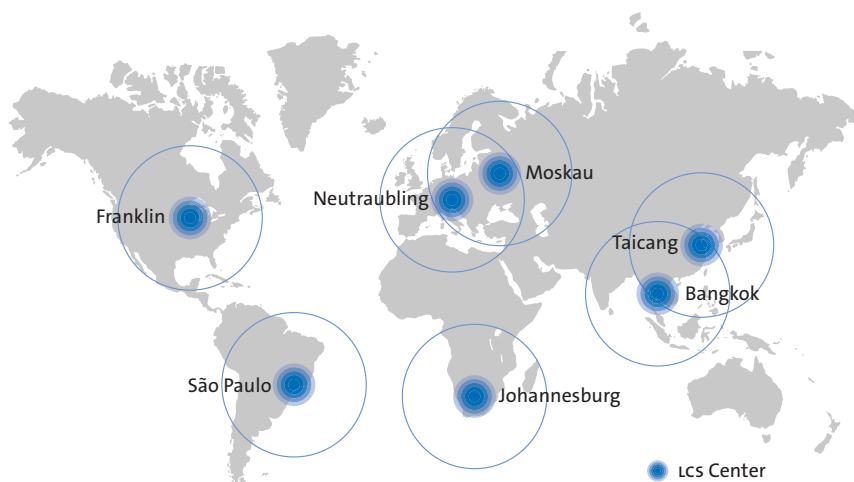 Moskau
Neutraubling
Franklin
Taicang
Bangkok
São Paulo
Johannesburg
LCS Center